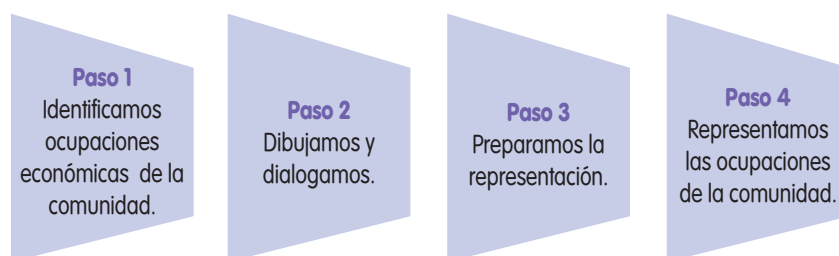 Paso 1
Identificamos
ocupaciones
económicas de la
comunidad.
Paso 2
Dibujamos y
dialogamos.
Paso 3
Preparamos la
representación.
Paso 4
Representamos
las ocupaciones
de la comunidad.